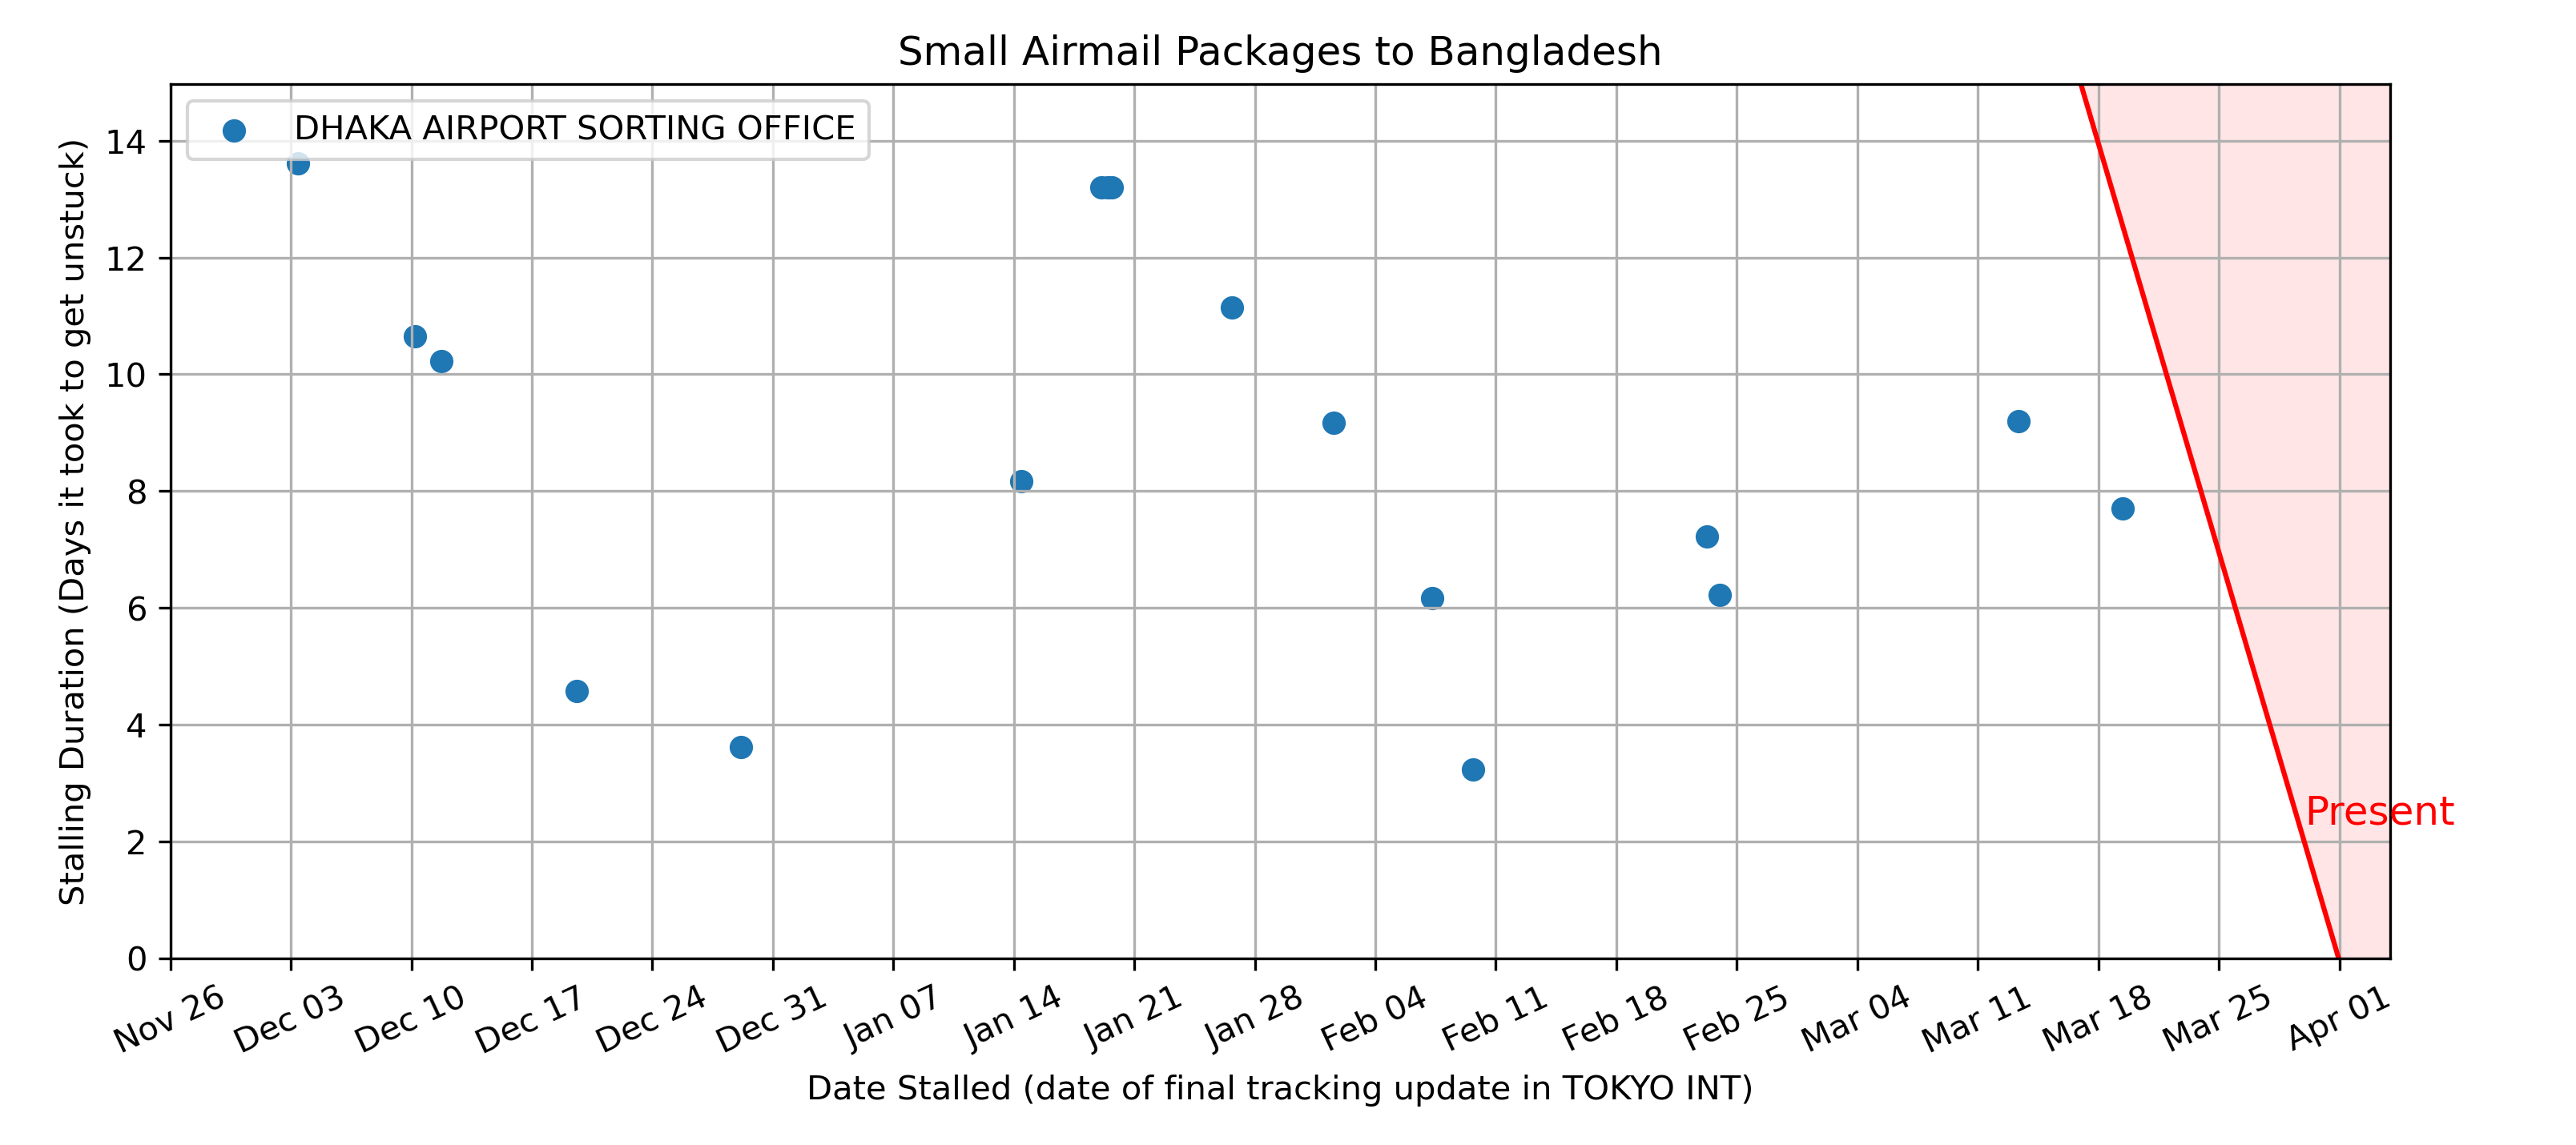 Small Airmail Packages to Bangladesh
DHAKA AIRPORT SORTING OFFICE
Stalling Duration (Days it took to get unstuck)
14
12
10
8
6
4
2
0
Present
Nov 26
Dec 03
Dec 10
Dec 17
Dec 24
Dec 31
Jan 07
Jan 14
Jan 21
Jan 28
Feb 04
Feb 11
Feb 18
Feb 25
Mar 04
Mar 11
Mar 18
Mar 25
Apr 01
Date Stalled (date of final tracking update in TOKYO INT)